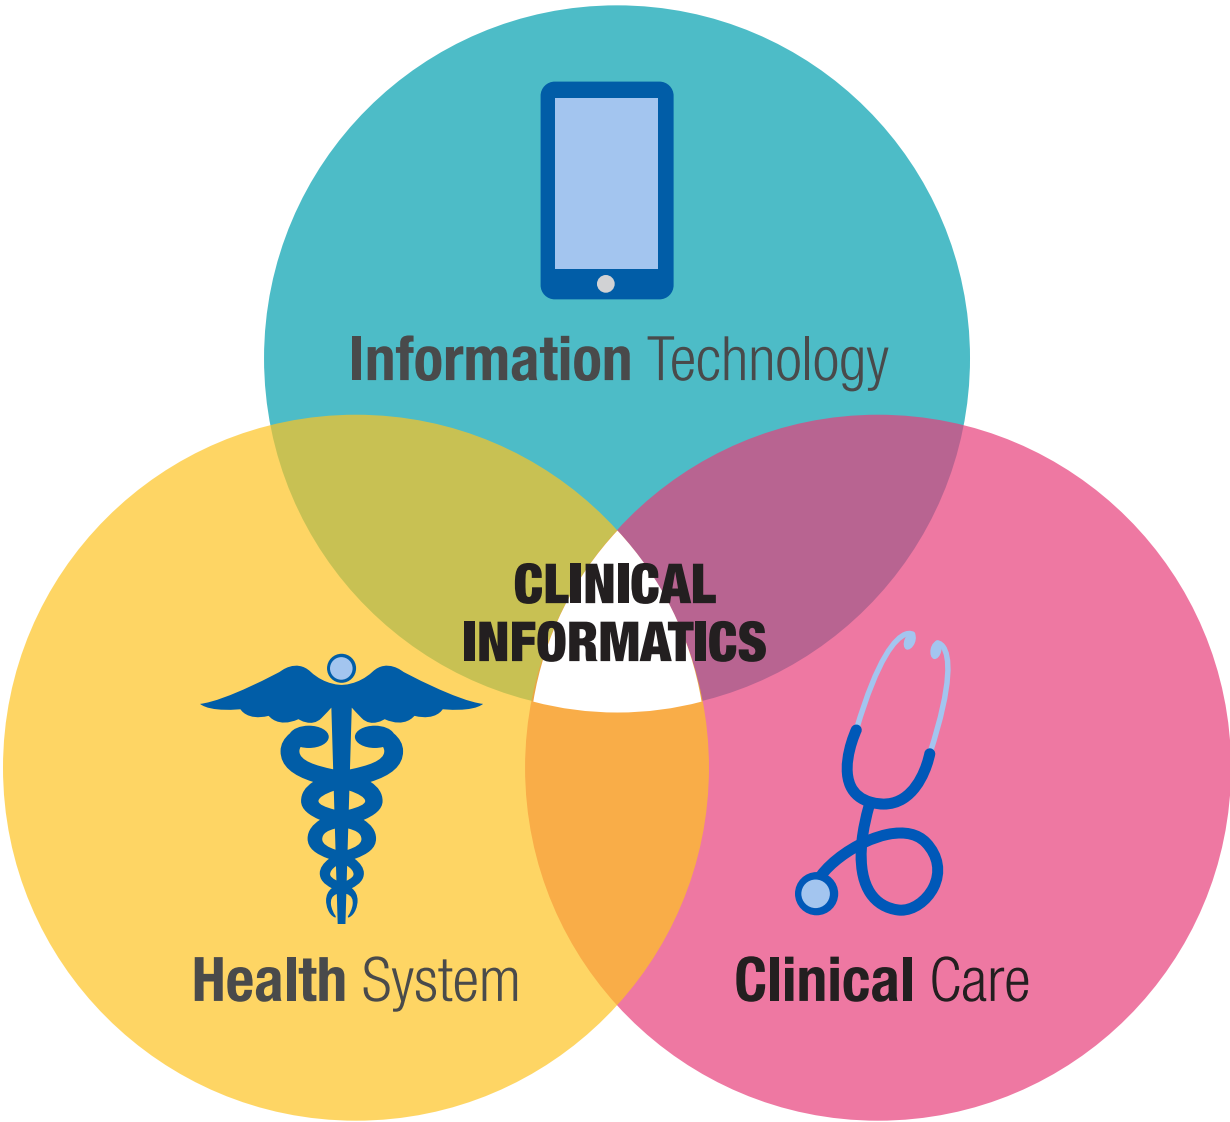 Information Technology
CLINICAL
INFORMATICS
Health System
Clinical Care